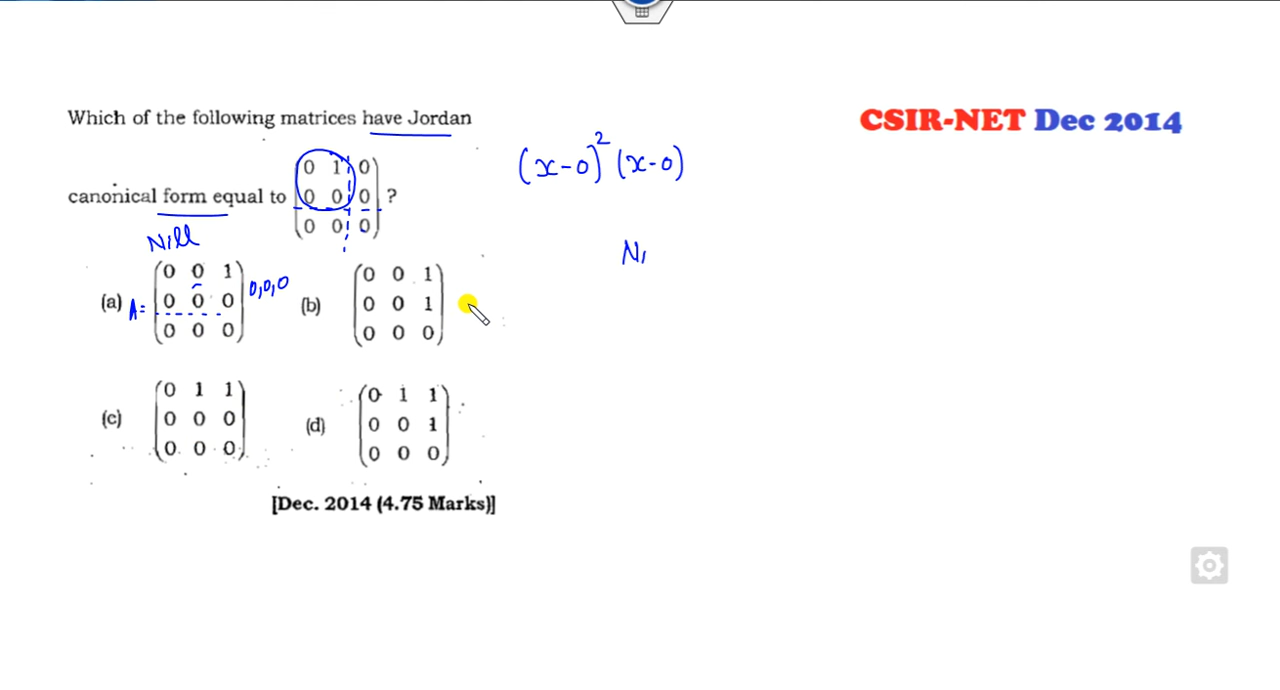 Which of the following matrices have Jordan
CSIR-NET Dec 2014
canonical form equal to (0 1 0
0 0 0
0 0 0) ?
(x-0)² (x-0)
Nill
N
(a) A= (0 0 1
0 0 0
0 0 0) 0,0,0
(b) (0 0 1
0 0 1
0 0 0)
(c) (0 1 1
0 0 0
0 0 0)
(d) (0 1 1
0 0 1
0 0 0)
[Dec. 2014 (4.75 Marks)]